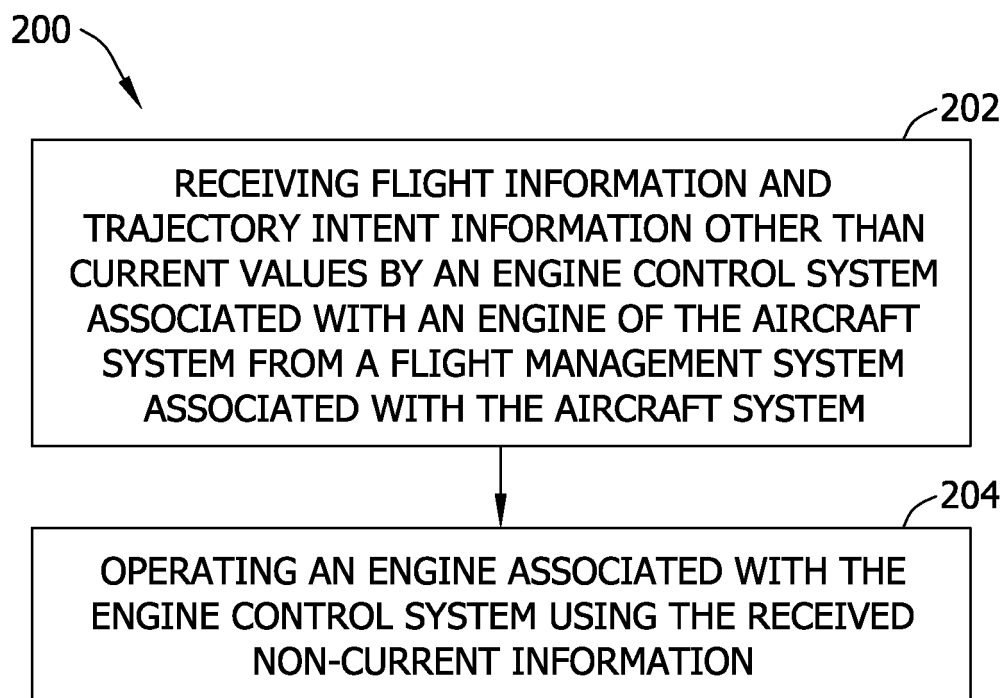 200
202
RECEIVING FLIGHT INFORMATION AND
TRAJECTORY INTENT INFORMATION OTHER THAN
CURRENT VALUES BY AN ENGINE CONTROL SYSTEM
ASSOCIATED WITH AN ENGINE OF THE AIRCRAFT
SYSTEM FROM A FLIGHT MANAGEMENT SYSTEM
ASSOCIATED WITH THE AIRCRAFT SYSTEM
204
OPERATING AN ENGINE ASSOCIATED WITH THE
ENGINE CONTROL SYSTEM USING THE RECEIVED
NON-CURRENT INFORMATION